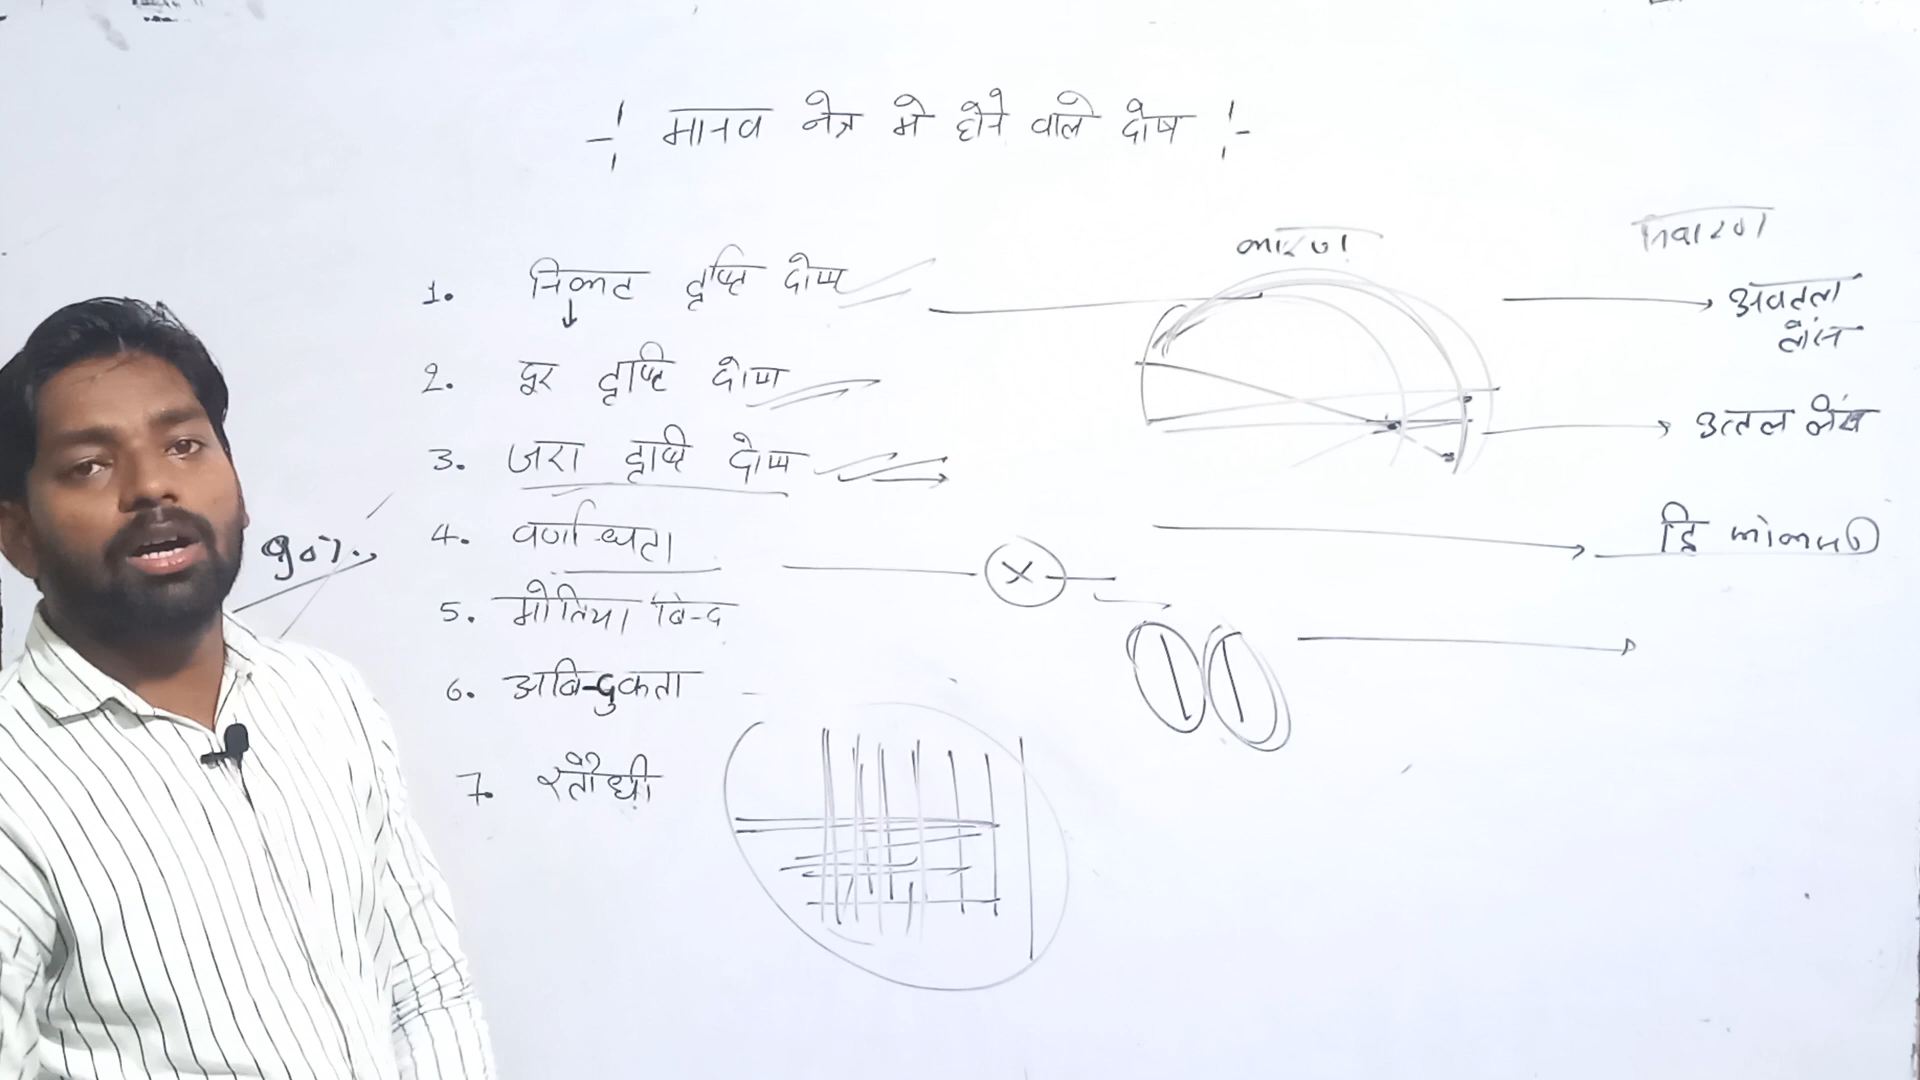 मानव नेत्र मे होने वाले दोष
कारण निवारण
1. निकट दृष्टि दोष अवतल लेंस
2. दूर दृष्टि दोष उत्तल लेंस
3. जरा दृष्टि दोष
4. वर्णान्धता द्वि फोकसी
5. मोतिया बिन्द
6. अबिन्दुकता
7. रतौंधी
90%